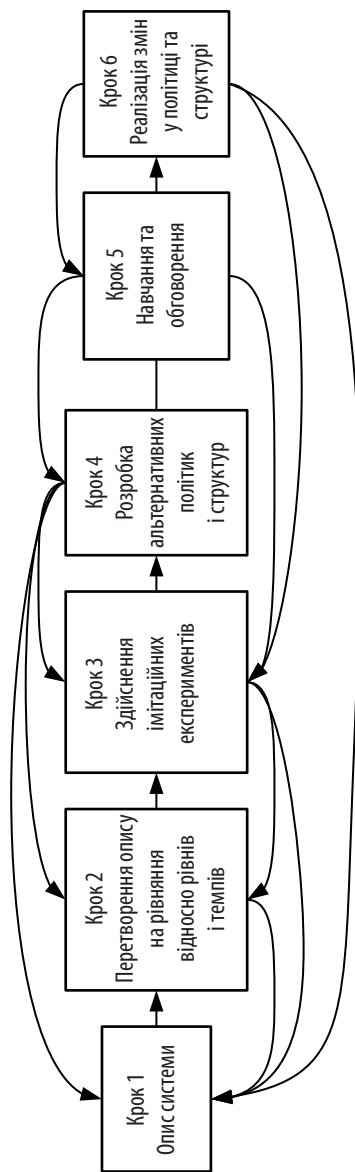 Крок 1
Опис системи
Крок 2
Перетворення опису
на рівняння
відносно рівнів
і темпів
Крок 3
Здійснення
імітаційних
експериментів
Крок 4
Розробка
альтернативних
політик
і структур
Крок 5
Навчання та
обговорення
Крок 6
Реалізація змін
у політиці та
структурі